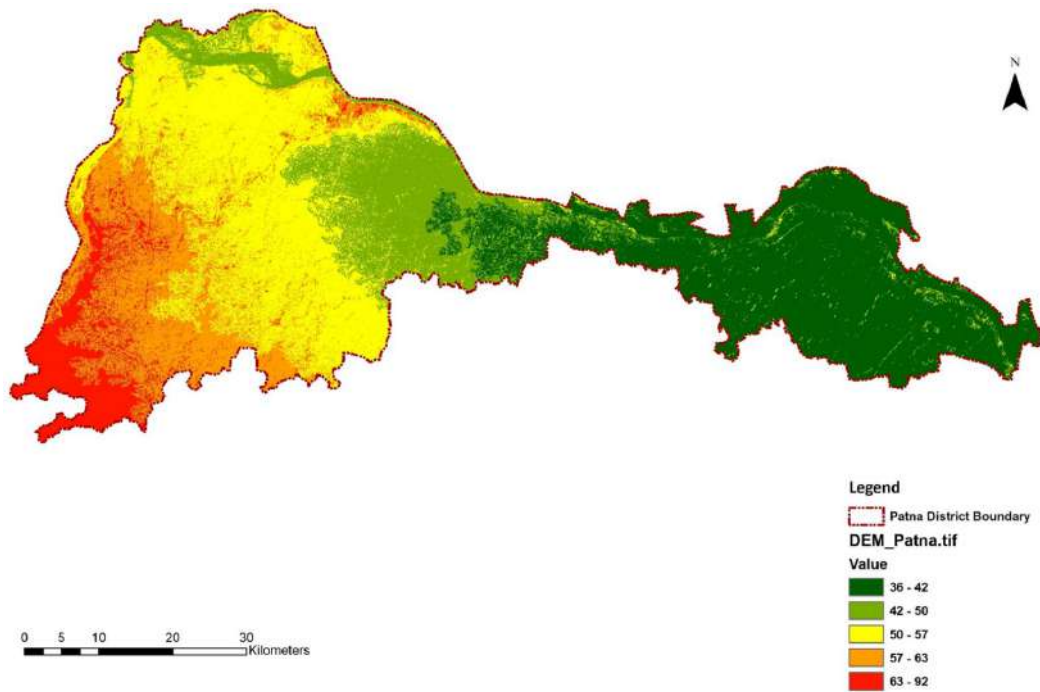 N
Legend
Patna District Boundary
DEM_Patna.tif
Value
36 - 42
42 - 50
50 - 57
57 - 63
63 - 92
0 5 10 20 30
Kilometers